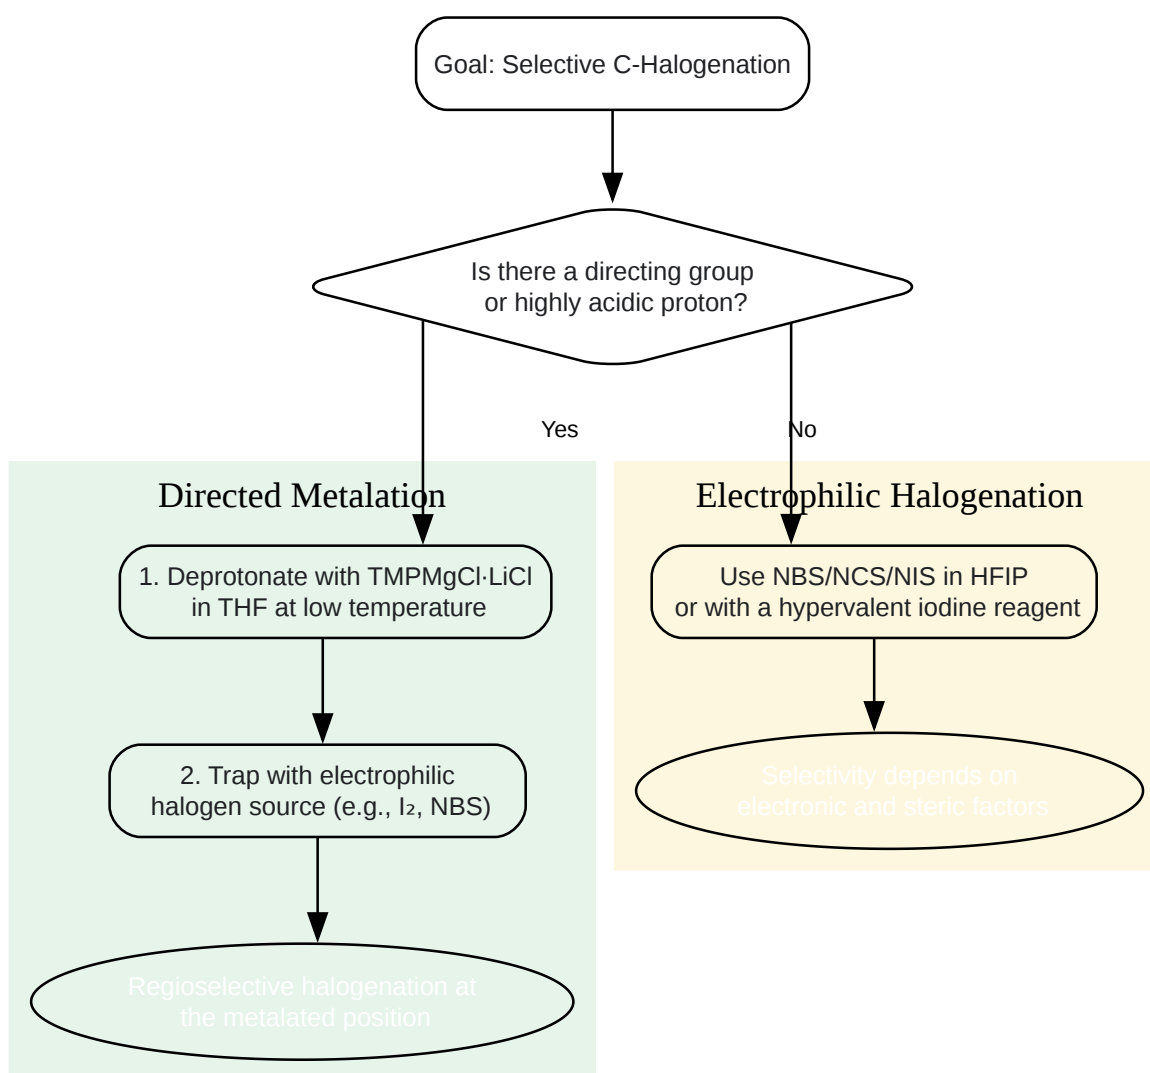 Goal: Selective C-Halogenation
Is there a directing group
or highly acidic proton?
Yes
No
Directed Metalation
1. Deprotonate with TMPMgCl·LiCl
in THF at low temperature
2. Trap with electrophilic
halogen source (e.g., I₂, NBS)
Regioselective halogenation at
the metalated position
Electrophilic Halogenation
Use NBS/NCS/NIS in HFIP
or with a hypervalent iodine reagent
Selectivity depends on
electronic and steric factors